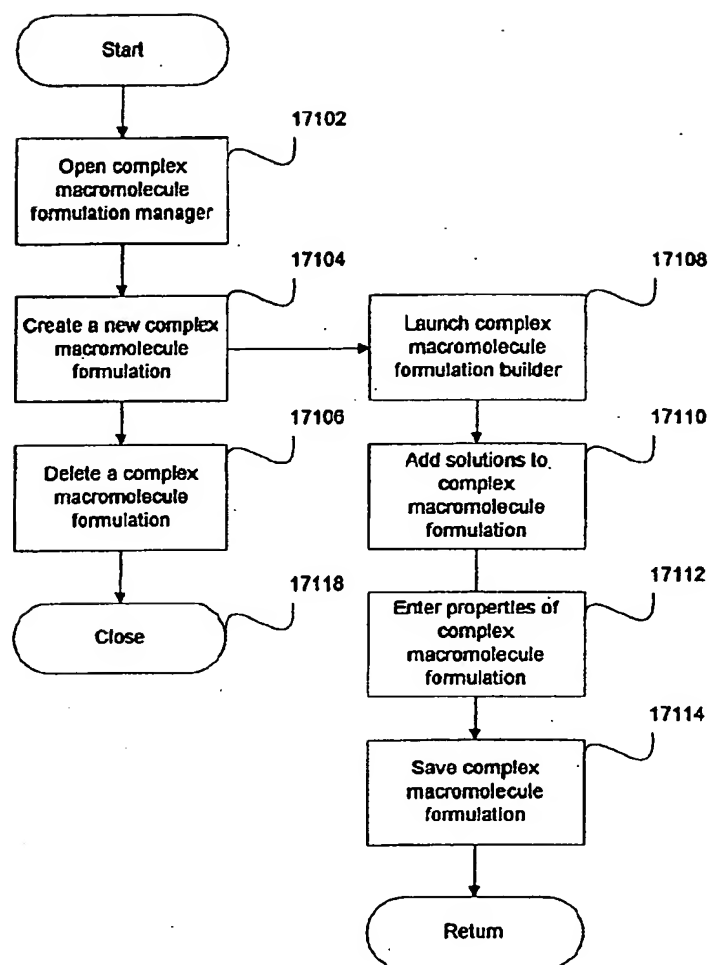 Start
17102
Open complex
macromolecule
formulation manager
17104
Create a new complex
macromolecule
formulation
17106
Delete a complex
macromolecule
formulation
17118
Close
17108
Launch complex
macromolecule
formulation builder
17110
Add solutions to
complex
macromolecule
formulation
17112
Enter properties of
complex
macromolecule
formulation
17114
Save complex
macromolecule
formulation
Return